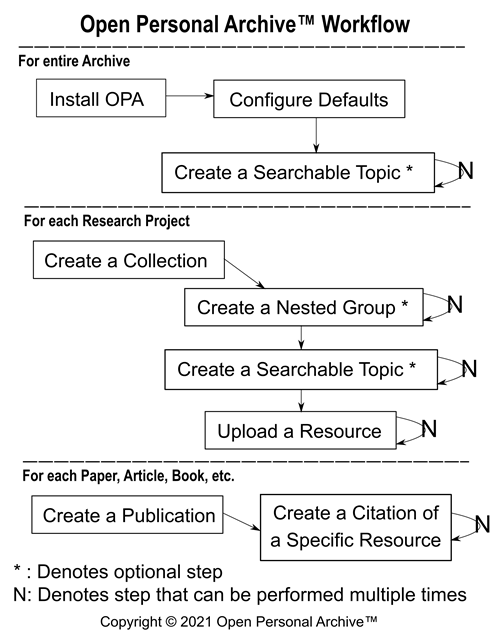 Open Personal Archive™ Workflow
For entire Archive
Install OPA
Configure Defaults
Create a Searchable Topic *
N
For each Research Project
Create a Collection
Create a Nested Group *
N
Create a Searchable Topic *
N
Upload a Resource
N
For each Paper, Article, Book, etc.
Create a Publication
Create a Citation of
a Specific Resource
N
* : Denotes optional step
N: Denotes step that can be performed multiple times
Copyright © 2021 Open Personal Archive™